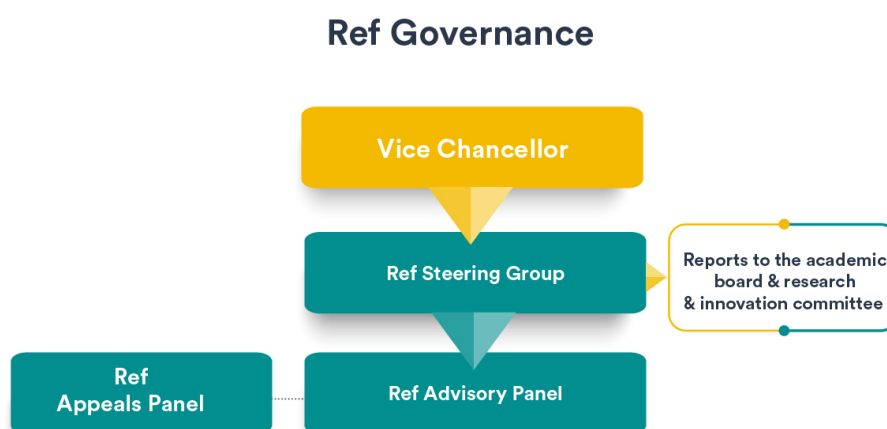 Ref Governance
Vice Chancellor
Ref Steering Group
Reports to the academic
board & research
& innovation committee
Ref
Appeals Panel
Ref Advisory Panel